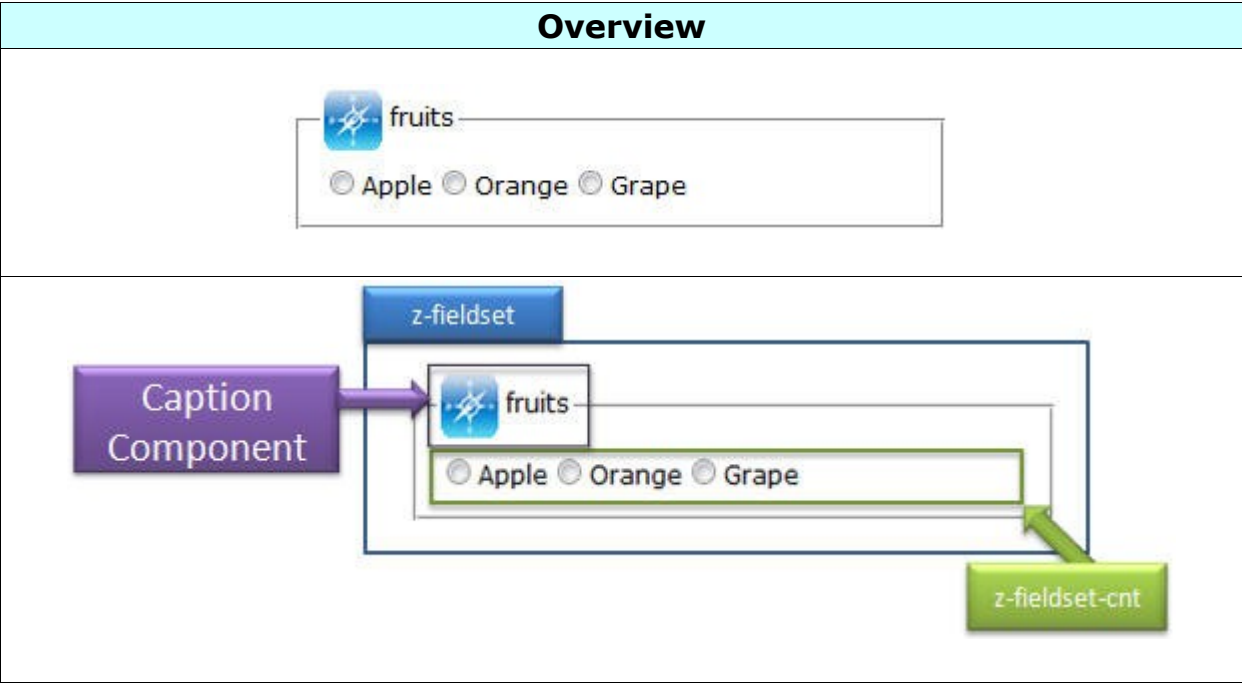 Overview
fruits
Apple Orange Grape
z-fieldset
Caption
Component
fruits
Apple Orange Grape
z-fieldset-cnt